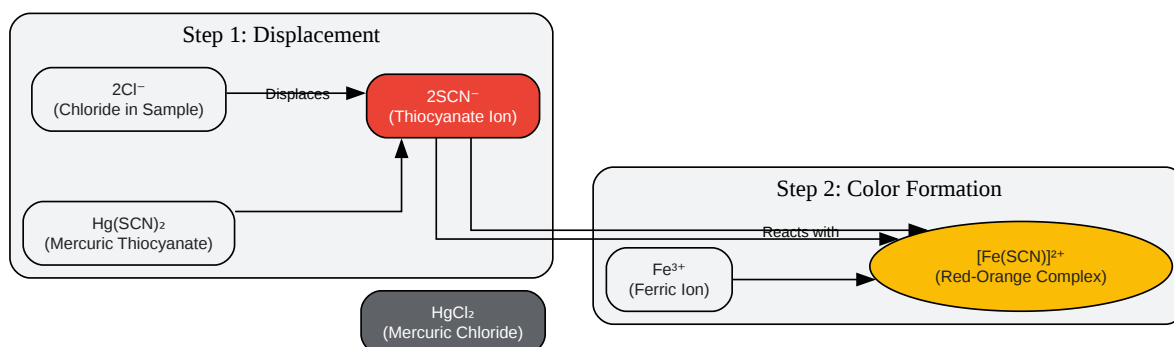 Step 1: Displacement
2Cl⁻
(Chloride in Sample)
Displaces
2SCN⁻
(Thiocyanate Ion)
Hg(SCN)₂
(Mercuric Thiocyanate)
Step 2: Color Formation
Reacts with
Fe³⁺
(Ferric Ion)
[Fe(SCN)]²⁺
(Red-Orange Complex)
HgCl₂
(Mercuric Chloride)